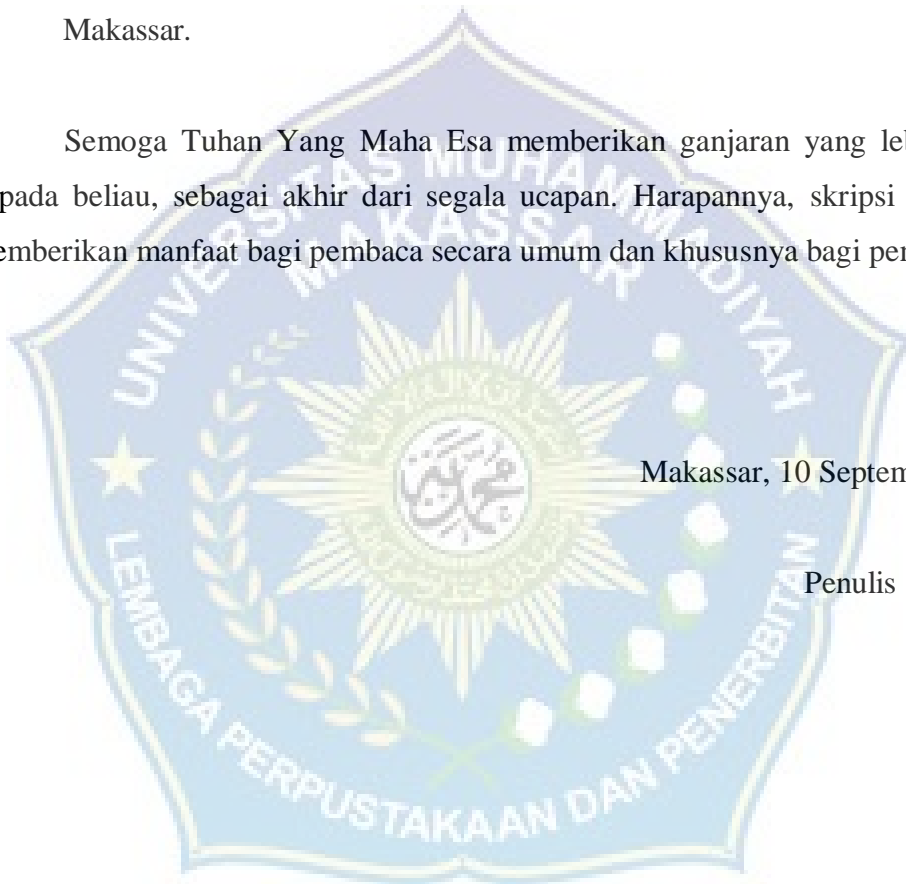 Makassar.
Semoga Tuhan Yang Maha Esa memberikan ganjaran yang
pada beliau, sebagai akhir dari segala ucapan. Harapannya, skripsi
emberikan manfaat bagi pembaca secara umum dan khususnya bagi
UNIVERSITAS MUHAMMADIYAH
MAKASSAR
Makassar, 10 Septem
Penulis
LEMBAGA PERPUSTAKAAN DAN PENERBITAN